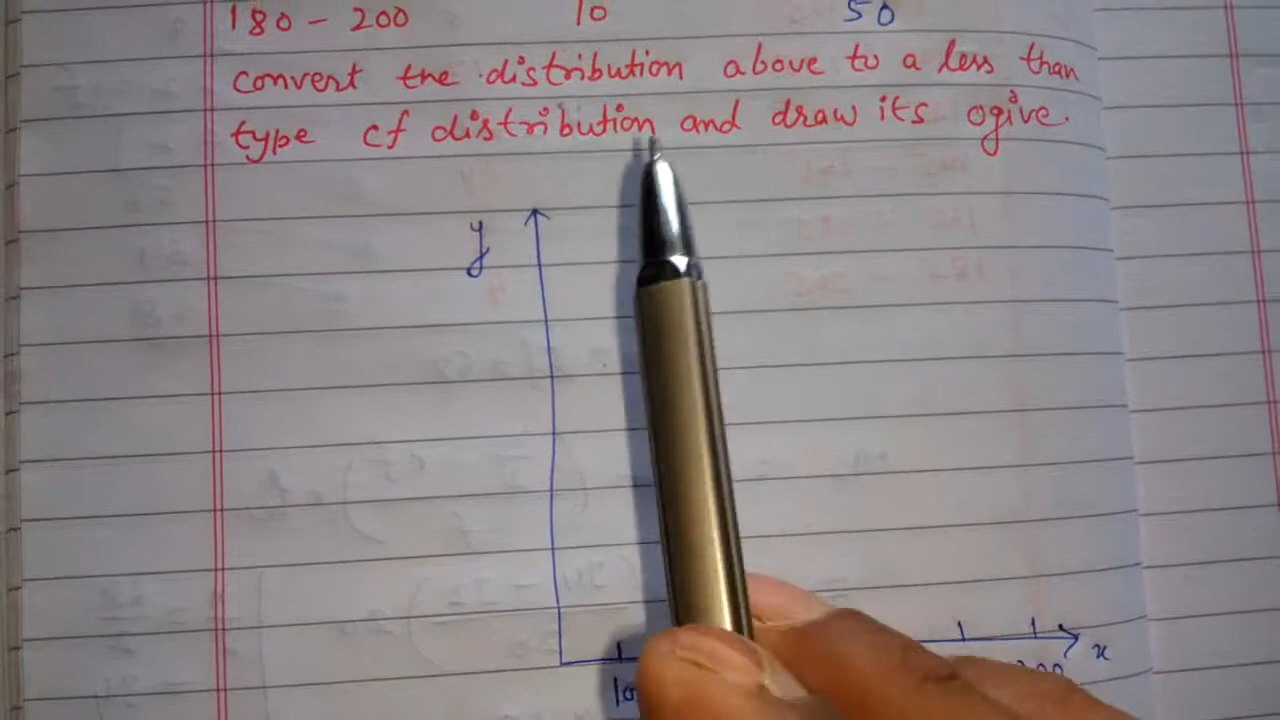 180 - 200 10 50
convert the distribution above to a less than
type cf distribution and draw its ogive.
y
x